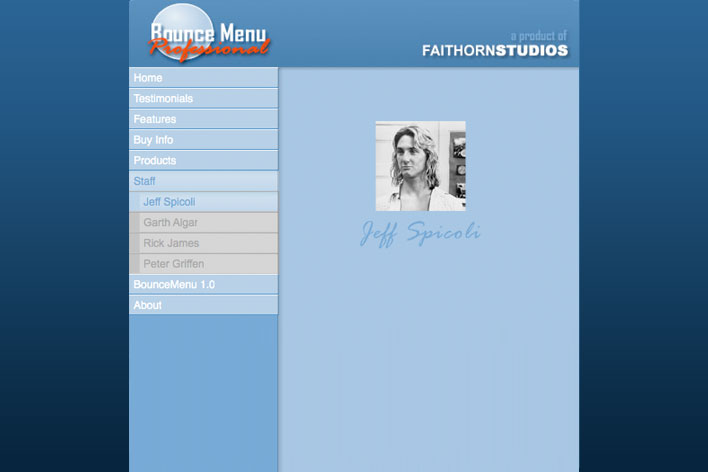 Bounce Menu
Professional
a product of
FAITHORNSTUDIOS
Home
Testimonials
Features
Buy Info
Products
Staff
Jeff Spicoli
Garth Algar
Rick James
Peter Griffen
BounceMenu 1.0
About
Jeff Spicoli